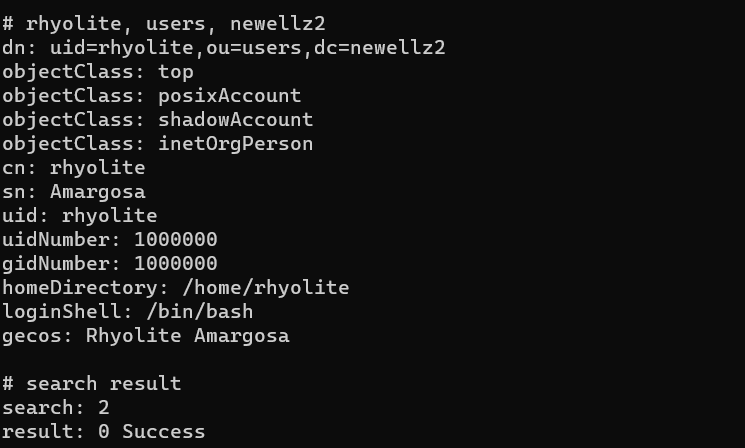 # rhyolite, users, newellz2
dn: uid=rhyolite,ou=users,dc=newellz2
objectClass: top
objectClass: posixAccount
objectClass: shadowAccount
objectClass: inetOrgPerson
cn: rhyolite
sn: Amargosa
uid: rhyolite
uidNumber: 1000000
gidNumber: 1000000
homeDirectory: /home/rhyolite
loginShell: /bin/bash
gecos: Rhyolite Amargosa

# search result
search: 2
result: 0 Success